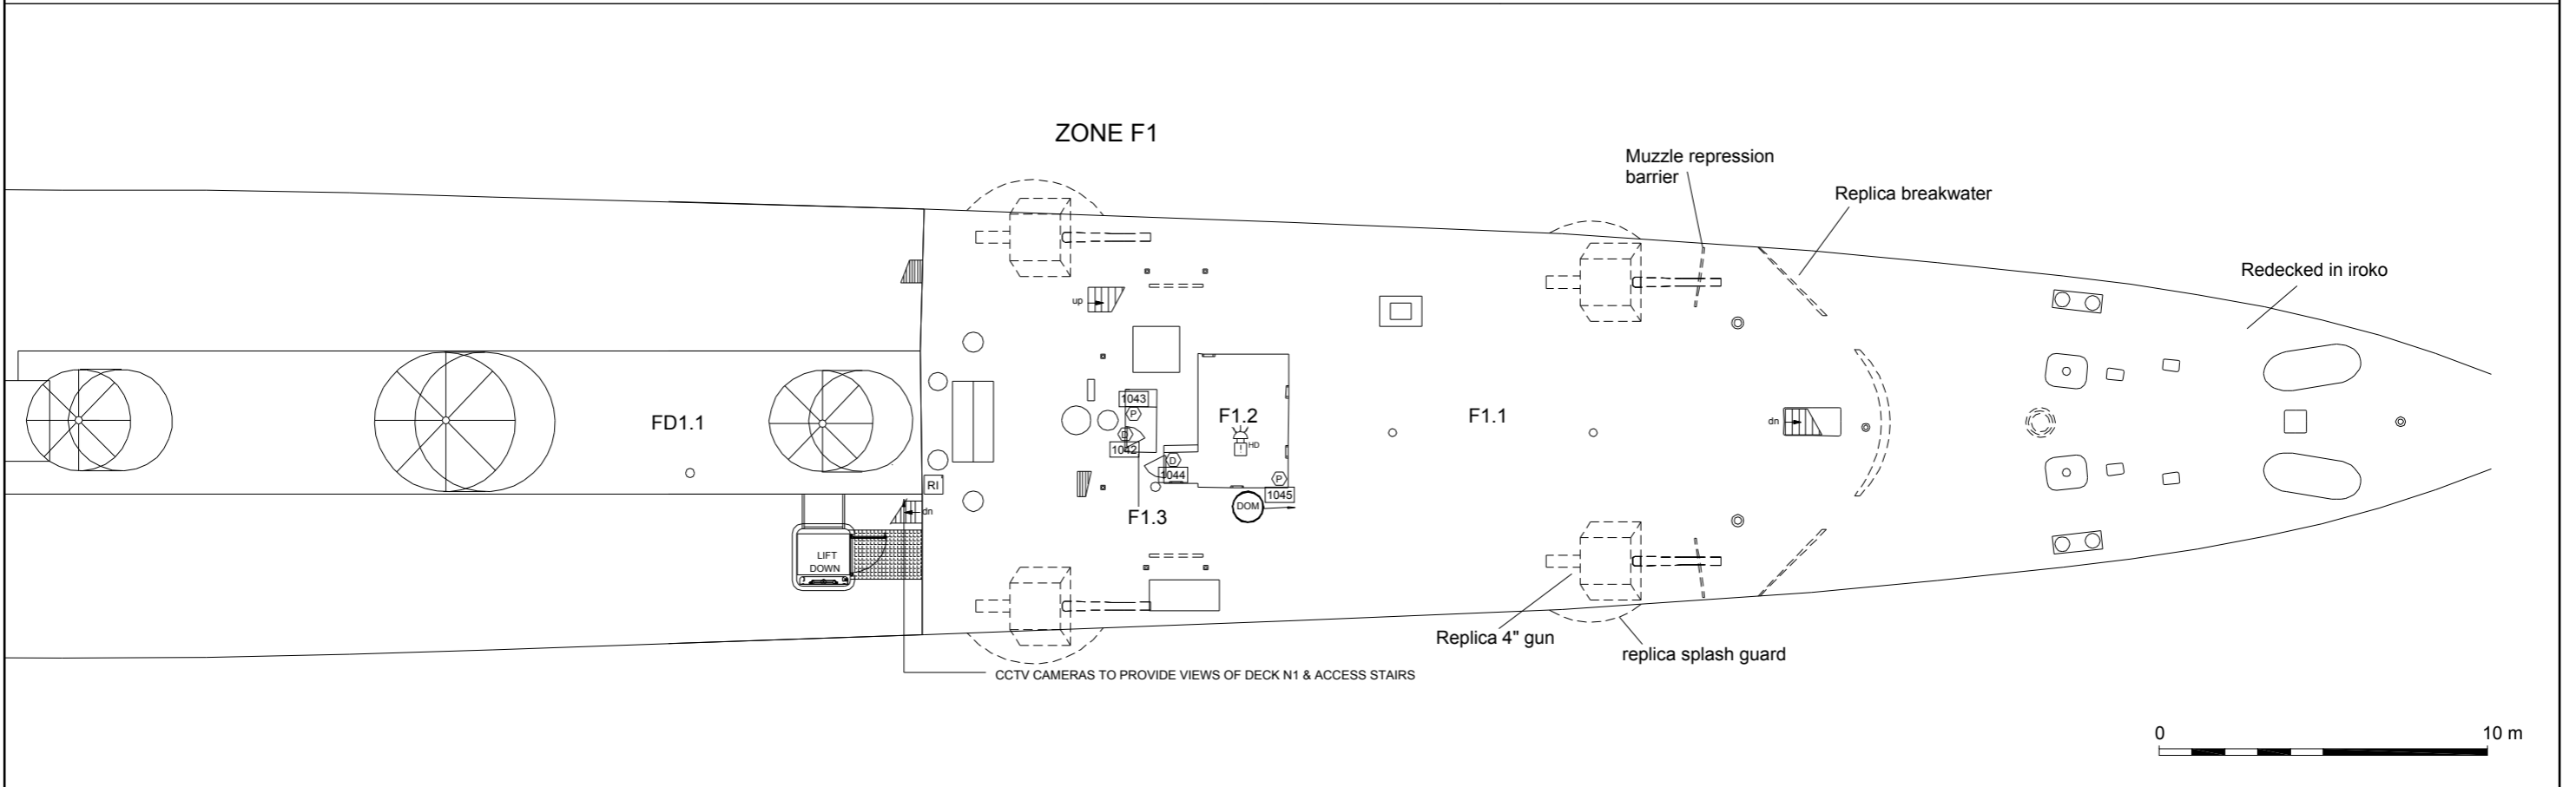 ZONE F1
Muzzle repression
barrier
Replica breakwater
Redecked in iroko
up
1043
P
D
1042
D
1044
F1.2
! HD
P
1045
DOM
F1.3
F1.1
FD1.1
dn
RI
dn
LIFT
DOWN
Replica 4" gun
replica splash guard
CCTV CAMERAS TO PROVIDE VIEWS OF DECK N1 & ACCESS STAIRS
0 10 m